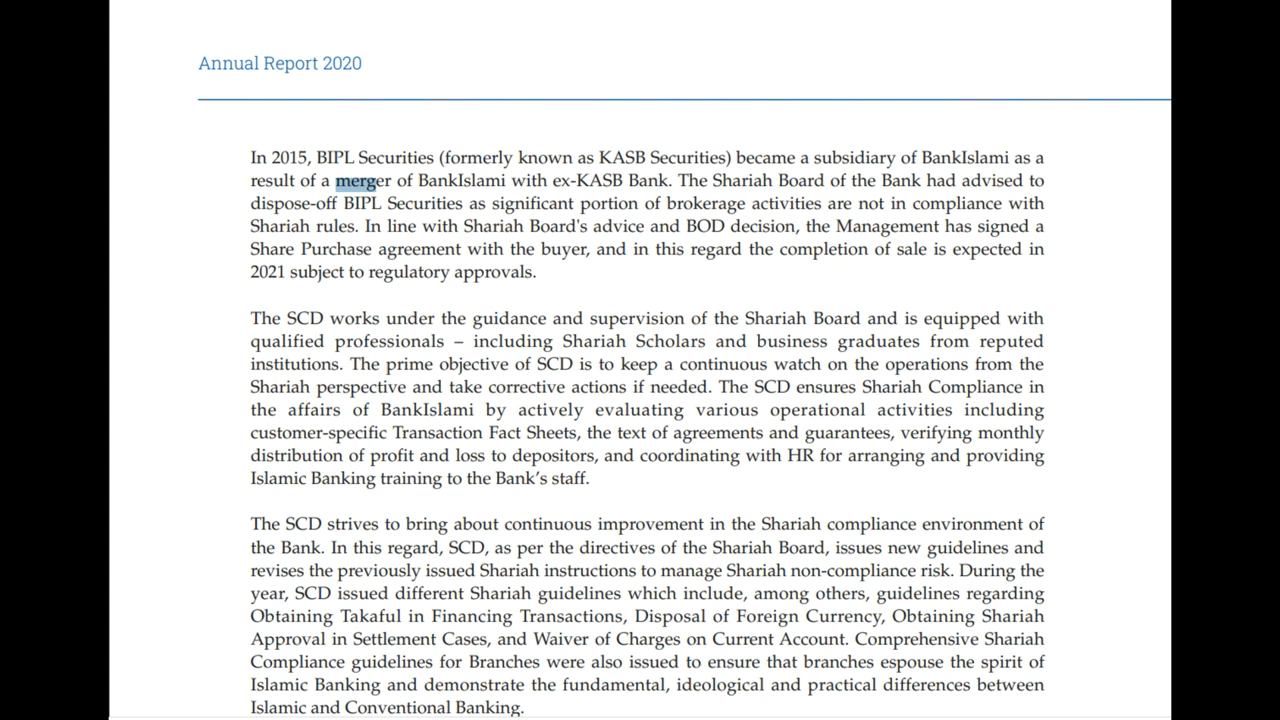 Annual Report 2020
In 2015, BIPL Securities (formerly known as KASB Securities) became a subsidiary of BankIslami as a
result of a merger of BankIslami with ex-KASB Bank. The Shariah Board of the Bank had advised to
dispose-off BIPL Securities as significant portion of brokerage activities are not in compliance with
Shariah rules. In line with Shariah Board's advice and BOD decision, the Management has signed a
Share Purchase agreement with the buyer, and in this regard the completion of sale is expected in
2021 subject to regulatory approvals.
The SCD works under the guidance and supervision of the Shariah Board and is equipped with
qualified professionals – including Shariah Scholars and business graduates from reputed
institutions. The prime objective of SCD is to keep a continuous watch on the operations from the
Shariah perspective and take corrective actions if needed. The SCD ensures Shariah Compliance in
the affairs of BankIslami by actively evaluating various operational activities including
customer-specific Transaction Fact Sheets, the text of agreements and guarantees, verifying monthly
distribution of profit and loss to depositors, and coordinating with HR for arranging and providing
Islamic Banking training to the Bank’s staff.
The SCD strives to bring about continuous improvement in the Shariah compliance environment of
the Bank. In this regard, SCD, as per the directives of the Shariah Board, issues new guidelines and
revises the previously issued Shariah instructions to manage Shariah non-compliance risk. During the
year, SCD issued different Shariah guidelines which include, among others, guidelines regarding
Obtaining Takaful in Financing Transactions, Disposal of Foreign Currency, Obtaining Shariah
Approval in Settlement Cases, and Waiver of Charges on Current Account. Comprehensive Shariah
Compliance guidelines for Branches were also issued to ensure that branches espouse the spirit of
Islamic Banking and demonstrate the fundamental, ideological and practical differences between
Islamic and Conventional Banking.